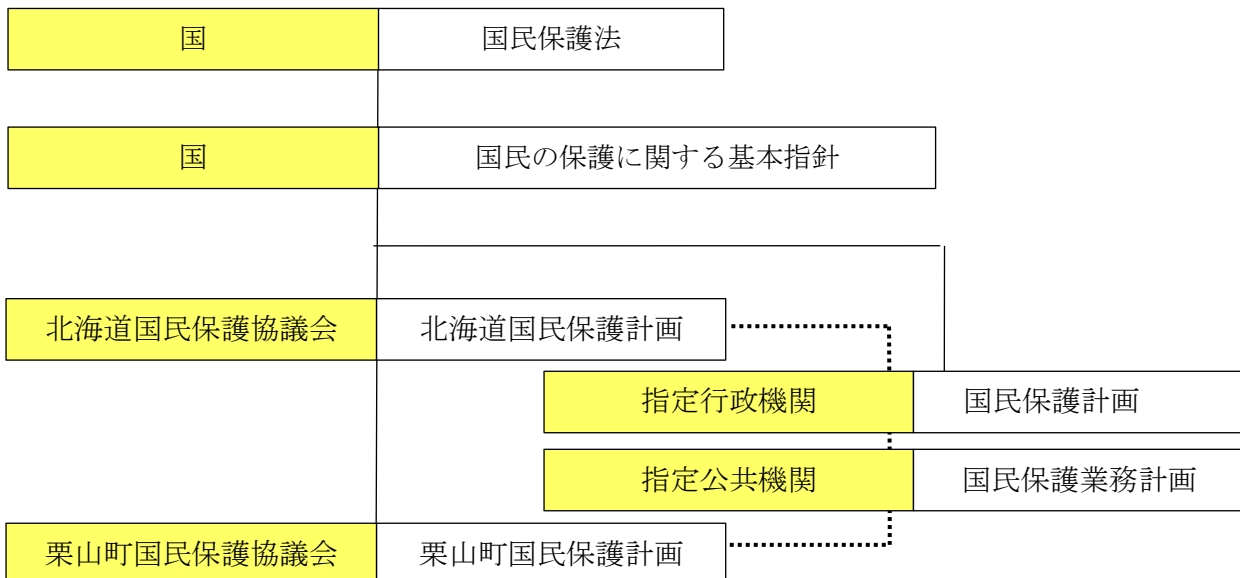 国 国民保護法
国 国民の保護に関する基本指針
北海道国民保護協議会 北海道国民保護計画
指定行政機関 国民保護計画
指定公共機関 国民保護業務計画
栗山町国民保護協議会 栗山町国民保護計画